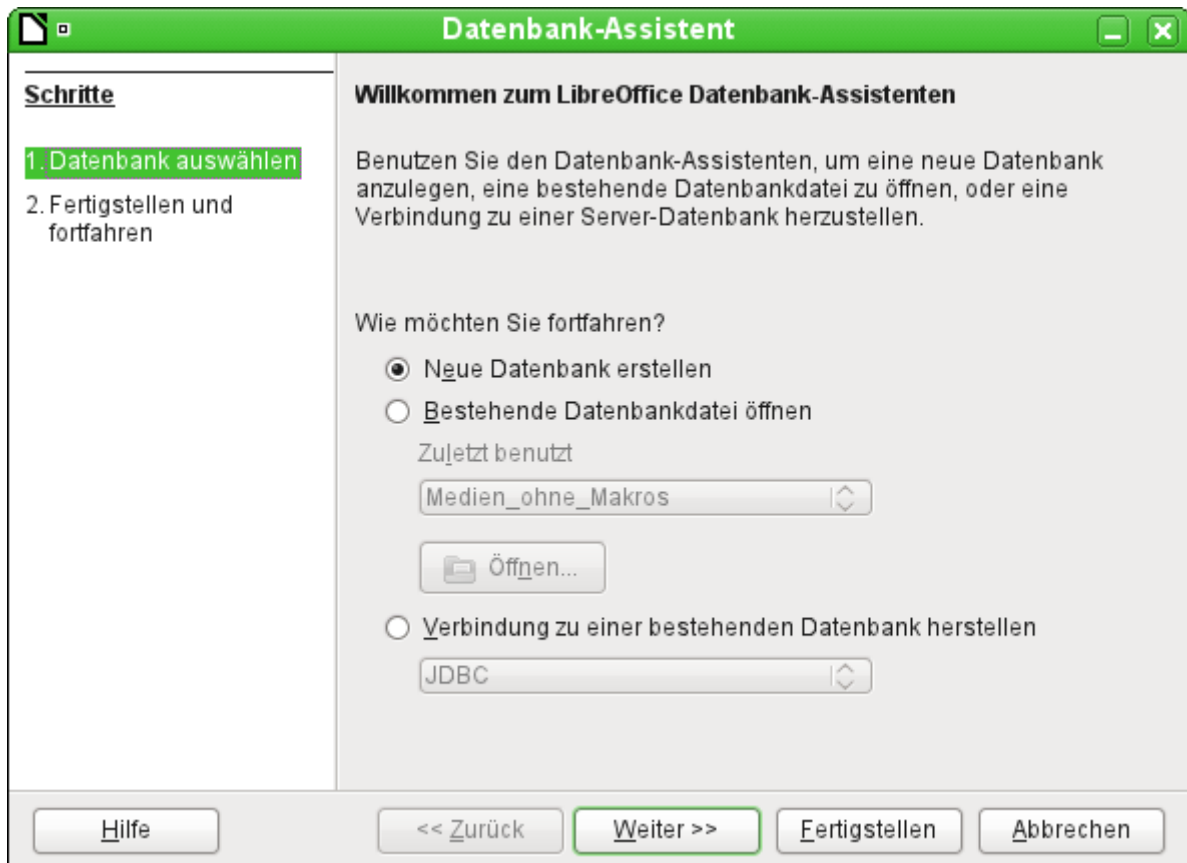 Datenbank-Assistent
Schritte
1. Datenbank auswählen
2. Fertigstellen und
fortfahren
Willkommen zum LibreOffice Datenbank-Assistenten
Benutzen Sie den Datenbank-Assistenten, um eine neue Datenbank
anzulegen, eine bestehende Datenbankdatei zu öffnen, oder eine
Verbindung zu einer Server-Datenbank herzustellen.
Wie möchten Sie fortfahren?
Neue Datenbank erstellen
Bestehende Datenbankdatei öffnen
Zuletzt benutzt
Medien_ohne_Makros
Öffnen...
Verbindung zu einer bestehenden Datenbank herstellen
JDBC
Hilfe
<< Zurück
Weiter >>
Fertigstellen
Abbrechen